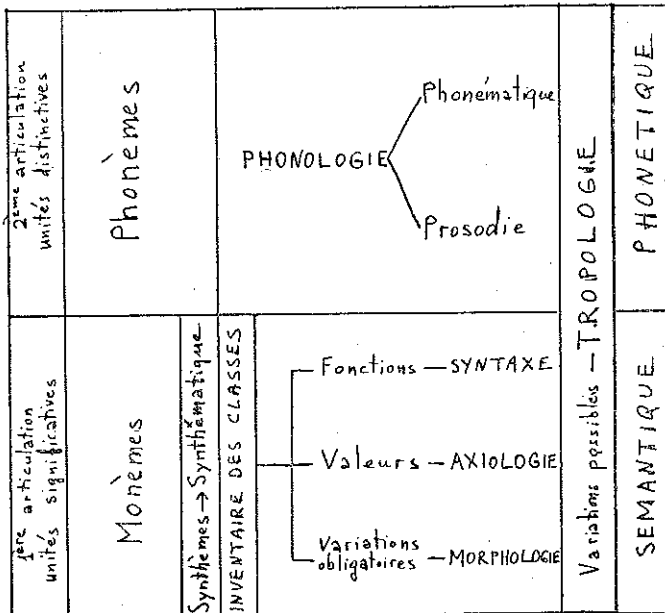 2ème articulation
unités distinctives
Phonèmes
PHONOLOGIE
Phonématique
Prosodie
1ère articulation
unités significatives
Monèmes
Synthèmes → Synthématique
INVENTAIRE DES CLASSES
Fonctions — SYNTAXE
Valeurs — AXIOLOGIE
Variations
obligatoires — MORPHOLOGIE
Variations possibles — TROPOLOGIE
PHONETIQUE
SEMANTIQUE